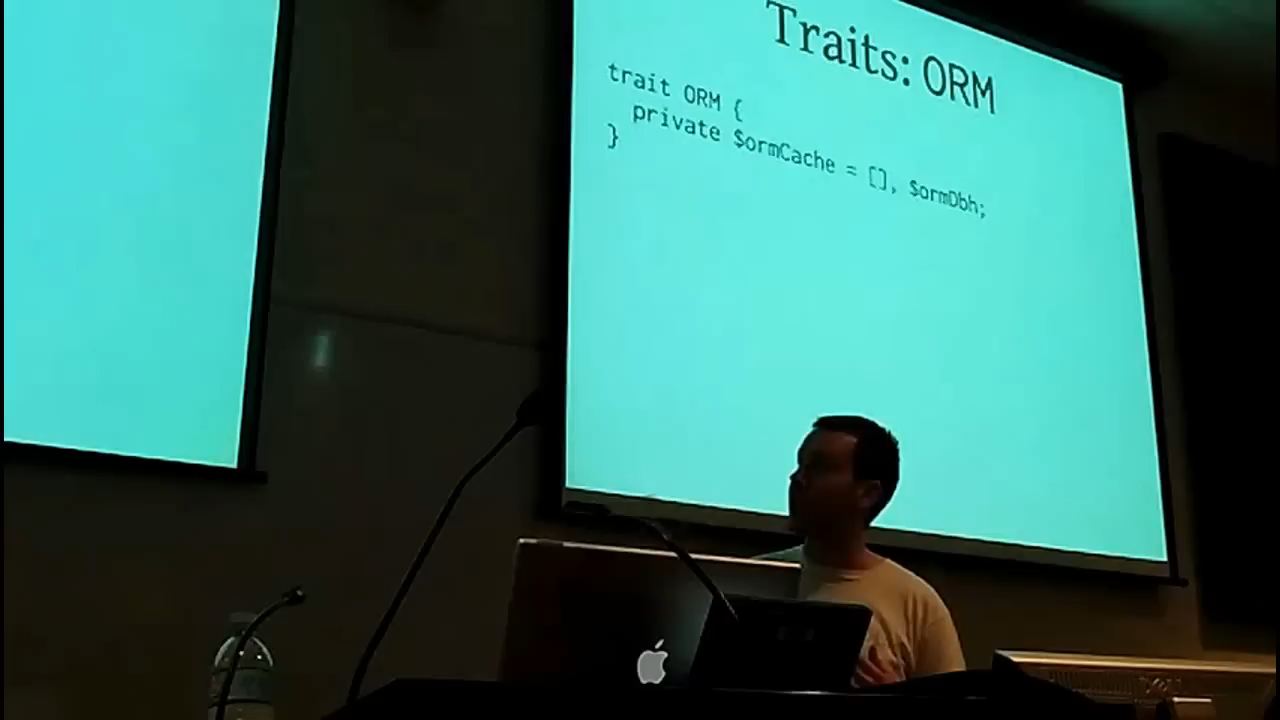 Traits: ORM
trait ORM {
private $ormCache = [], $ormDbh;
}